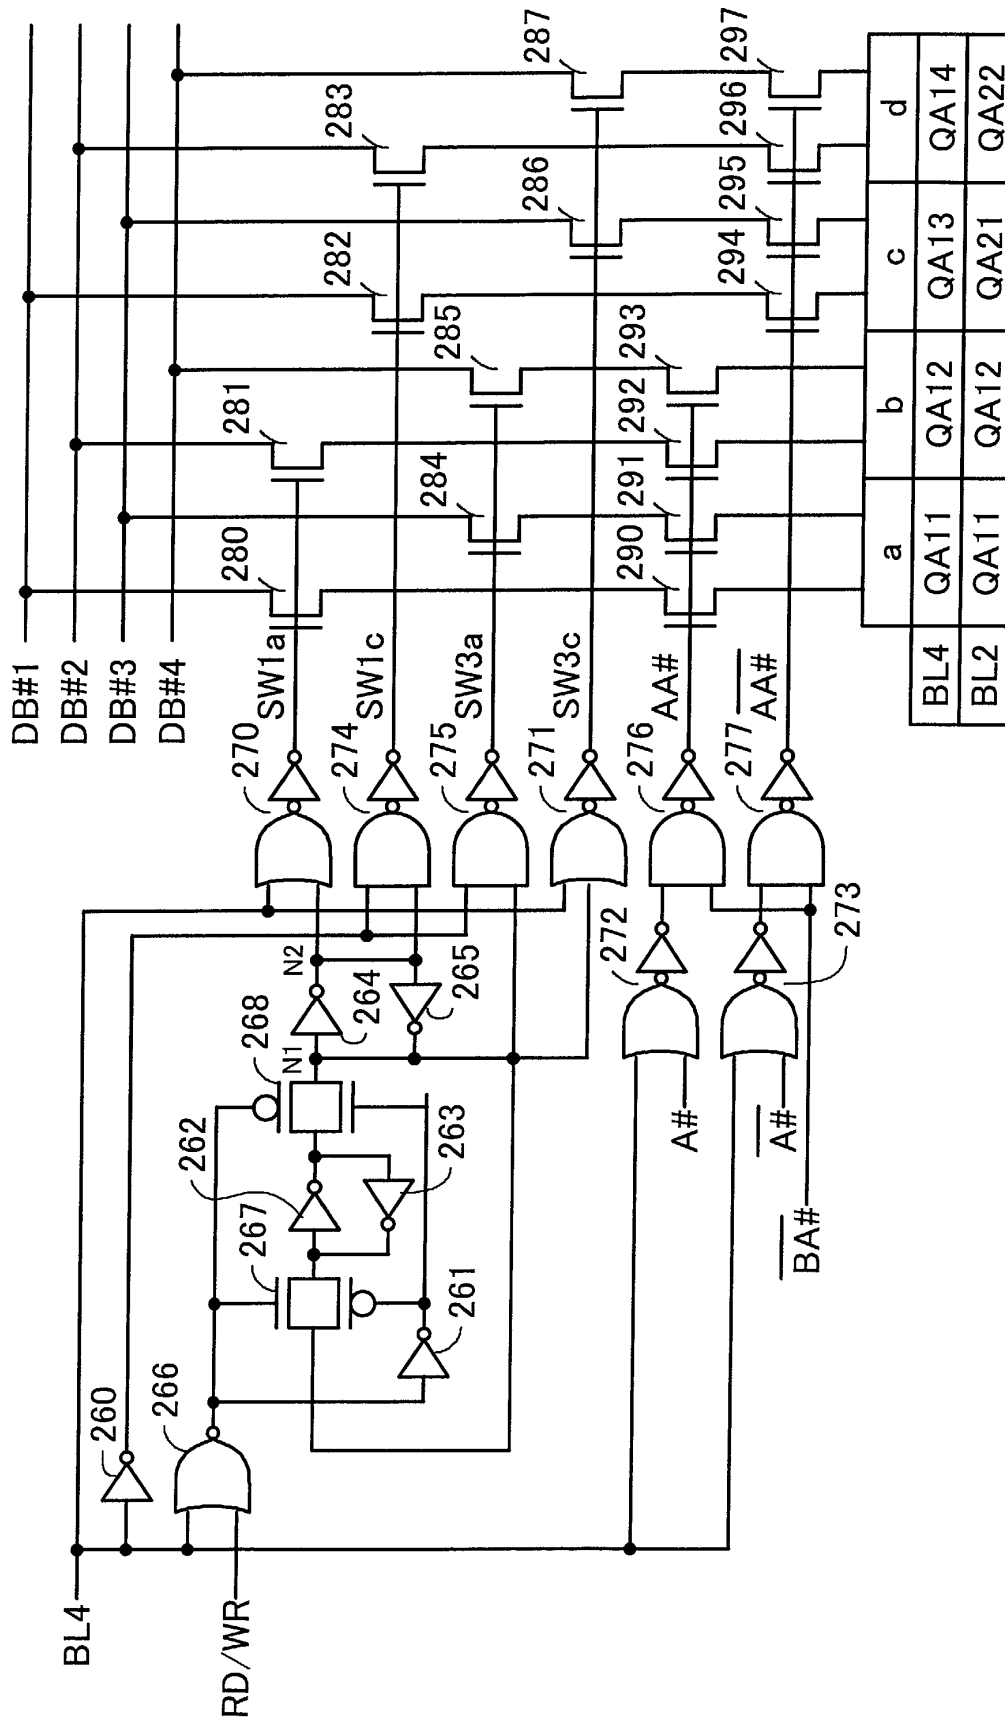 DB#1
DB#2
DB#3
DB#4
BL4
RD/WR
260
266
261
267
262
263
268
N1
N2
264
265
270
274
275
271
272
276
273
277
SW1a
SW1c
SW3a
SW3c
AA#
AA#
A#
A#
BA#
280
281
282
283
284
285
286
287
290
291
292
293
294
295
296
297
a b c d
BL4 QA11 QA12 QA13 QA14
BL2 QA11 QA12 QA21 QA22